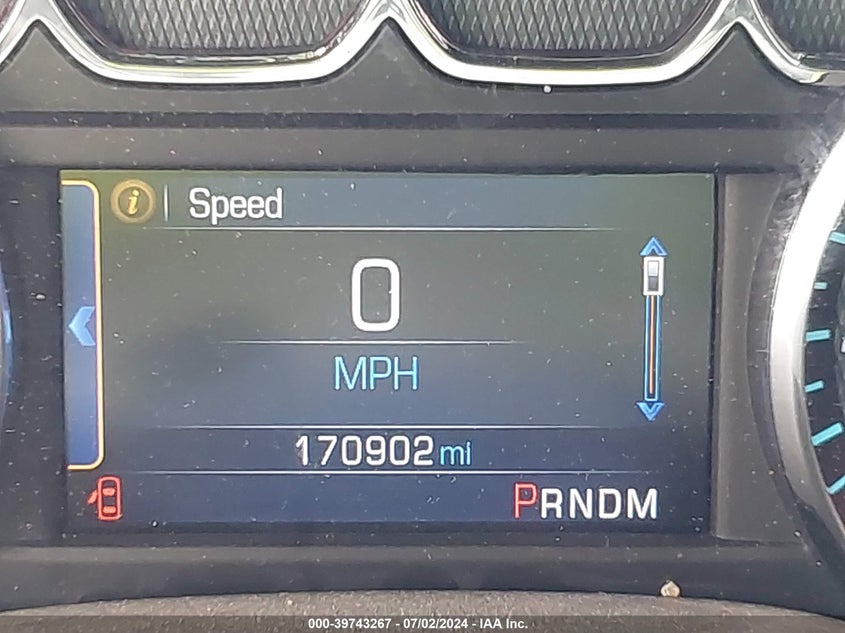 i Speed
0
MPH
170902 mi
PRNDM
000-39743267 - 07/02/2024 - IAA Inc.